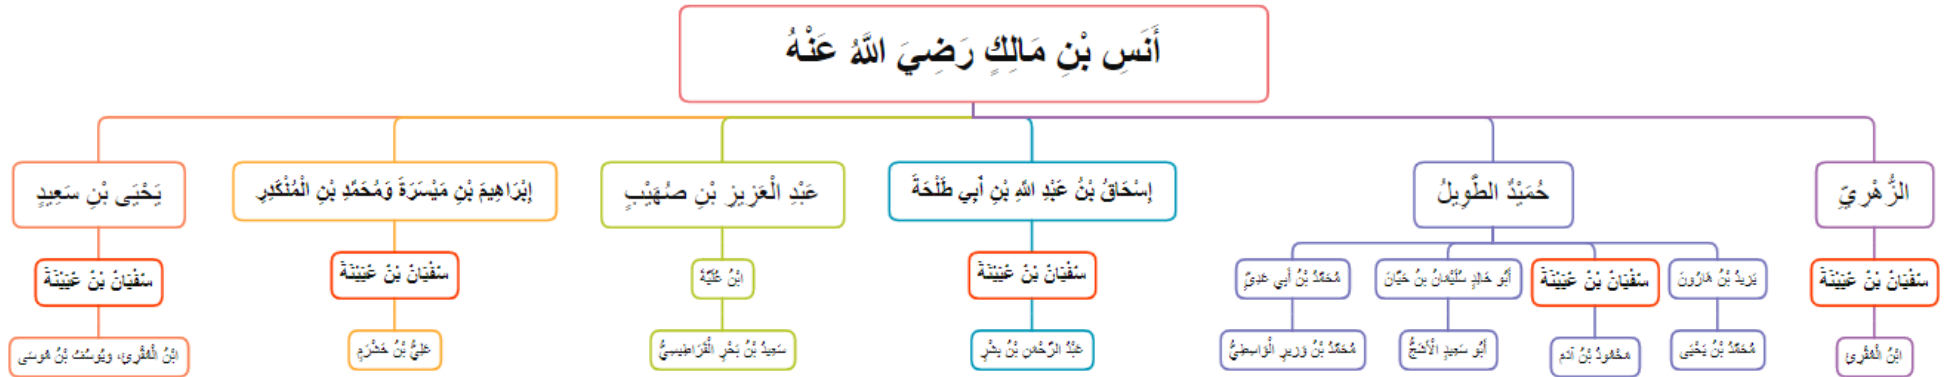 أَنَسِ بْنِ مَالِكٍ رَضِيَ اللَّهُ عَنْهُ
الزُّهْرِيِّ
حُمَيْدٌ الطَّوِيلُ
إِسْحَاقُ بْنُ عَبْدِ اللَّهِ بْنِ أَبِي طَلْحَةَ
عَبْدِ الْعَزِيزِ بْنِ صُهَيْبٍ
إِبْرَاهِيمَ بْنِ مَيْسَرَةَ وَمُحَمَّدِ بْنِ الْمُنْكَدِرِ
يَحْيَى بْنِ سَعِيدٍ
سُفْيَانُ بْنُ عُيَيْنَةَ
يَزِيدُ بْنُ هَارُونَ
سُفْيَانُ بْنُ عُيَيْنَةَ
أَبُو خَالِدٍ سُلَيْمَانُ بْنُ حَيَّانَ
مُحَمَّدُ بْنُ أَبِي عَدِيٍّ
سُفْيَانُ بْنُ عُيَيْنَةَ
ابْنُ عُلَيَّةَ
سُفْيَانُ بْنُ عُيَيْنَةَ
سُفْيَانُ بْنُ عُيَيْنَةَ
ابْنُ الْمُقْرِئِ
مُحَمَّدُ بْنُ يَحْيَى
مَحْمُودُ بْنُ آدَمَ
أَبُو سَعِيدٍ الْأَشَجُّ
مُحَمَّدُ بْنُ وَزِيرٍ الْوَاسِطِيُّ
عَبْدُ الرَّحْمَنِ بْنُ بِشْرٍ
سَعِيدُ بْنُ بَحْرٍ الْقَرَاطِيسِيُّ
عَلِيُّ بْنُ خَشْرَمٍ
ابْنُ الْمُقْرِئِ، وَيُوسُفُ بْنُ مُوسَى